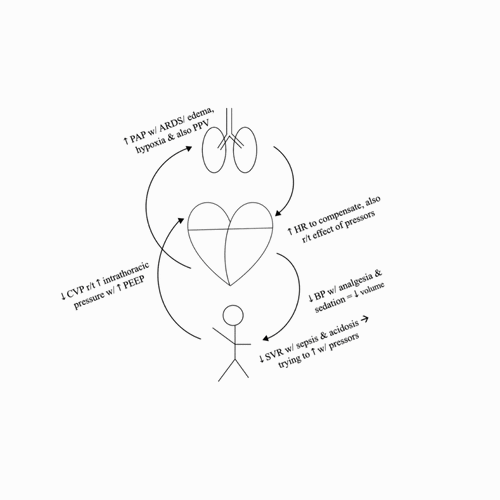 ↑ PAP w/ ARDS/ edema,
hypoxia & also PPV
↑ HR to compensate, also
r/t effect of pressors
↓ CVP r/t ↑ intrathoracic
pressure w/ ↑ PEEP
↓ BP w/ analgesia &
sedation = ↓ volume
↓ SVR w/ sepsis & acidosis →
trying to ↑ w/ pressors